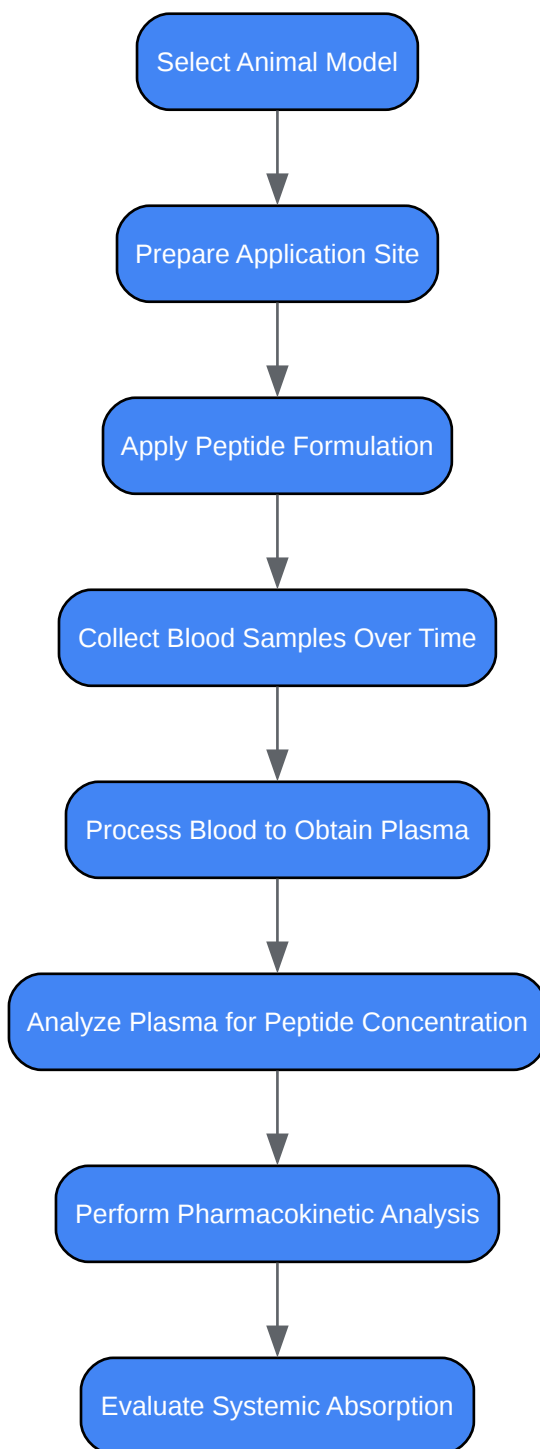 Select Animal Model
Prepare Application Site
Apply Peptide Formulation
Collect Blood Samples Over Time
Process Blood to Obtain Plasma
Analyze Plasma for Peptide Concentration
Perform Pharmacokinetic Analysis
Evaluate Systemic Absorption